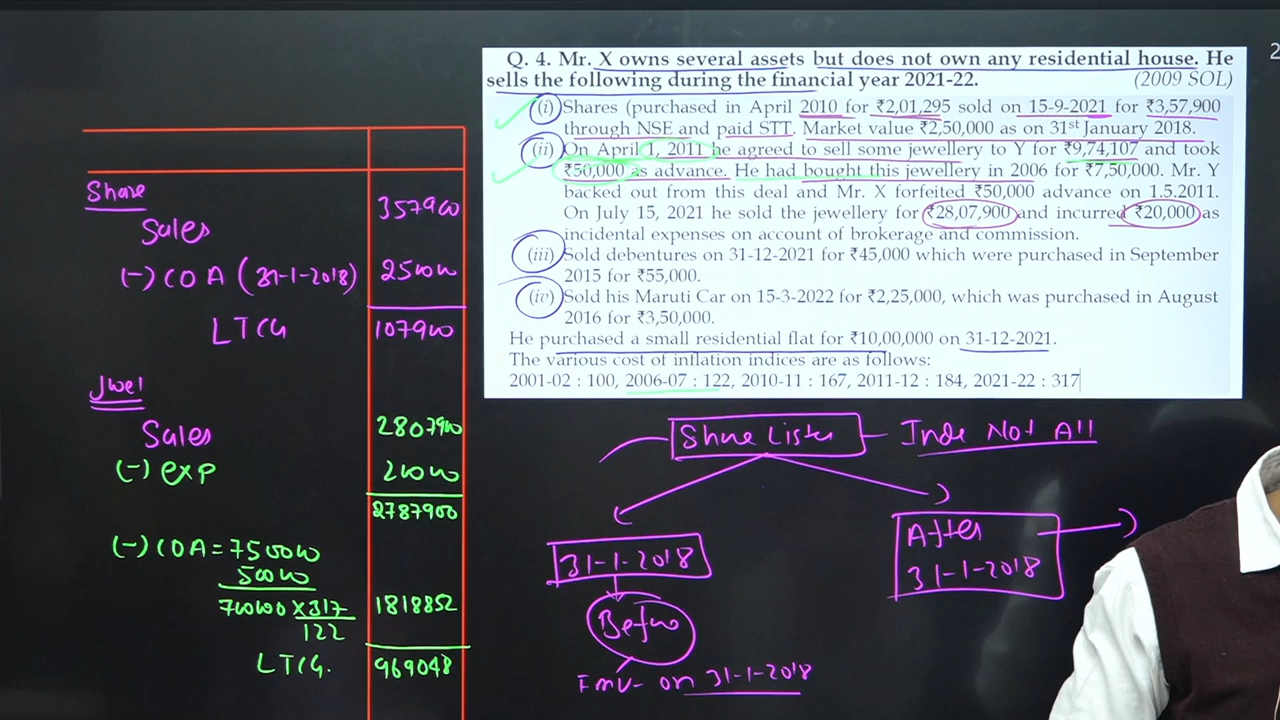 Q. 4. Mr. X owns several assets but does not own any residential house. He
sells the following during the financial year 2021-22. (2009 SOL)
(i) Shares (purchased in April 2010 for ₹2,01,295 sold on 15-9-2021 for ₹3,57,900
through NSE and paid STT. Market value ₹2,50,000 as on 31st January 2018.
(ii) On April 1, 2011 he agreed to sell some jewellery to Y for ₹9,74,107 and took
₹50,000 as advance. He had bought this jewellery in 2006 for ₹7,50,000. Mr. Y
backed out from this deal and Mr. X forfeited ₹50,000 advance on 1.5.2011.
On July 15, 2021 he sold the jewellery for ₹28,07,900 and incurred ₹20,000 as
incidental expenses on account of brokerage and commission.
(iii) Sold debentures on 31-12-2021 for ₹45,000 which were purchased in September
2015 for ₹55,000.
(iv) Sold his Maruti Car on 15-3-2022 for ₹2,25,000, which was purchased in August
2016 for ₹3,50,000.
He purchased a small residential flat for ₹10,00,000 on 31-12-2021.
The various cost of inflation indices are as follows:
2001-02 : 100, 2006-07 : 122, 2010-11 : 167, 2011-12 : 184, 2021-22 : 317
2
Share
Sales 357900
(-) COA (31-1-2018) 250000
LTCG 107900
Jwel
Sales 2807900
(-) exp 20000
2787900
(-) COA = 750000
50000
700000 × 317 1818852
122
LTCG. 969048
Share Listed Inde Not All
31-1-2018
Before
FMV- on 31-1-2018
After
31-1-2018